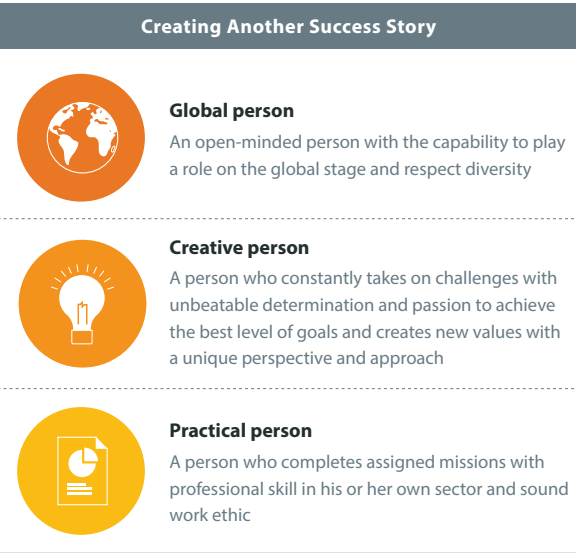 Creating Another Success Story
Global person
An open-minded person with the capability to play
a role on the global stage and respect diversity
Creative person
A person who constantly takes on challenges with
unbeatable determination and passion to achieve
the best level of goals and creates new values with
a unique perspective and approach
Practical person
A person who completes assigned missions with
professional skill in his or her own sector and sound
work ethic